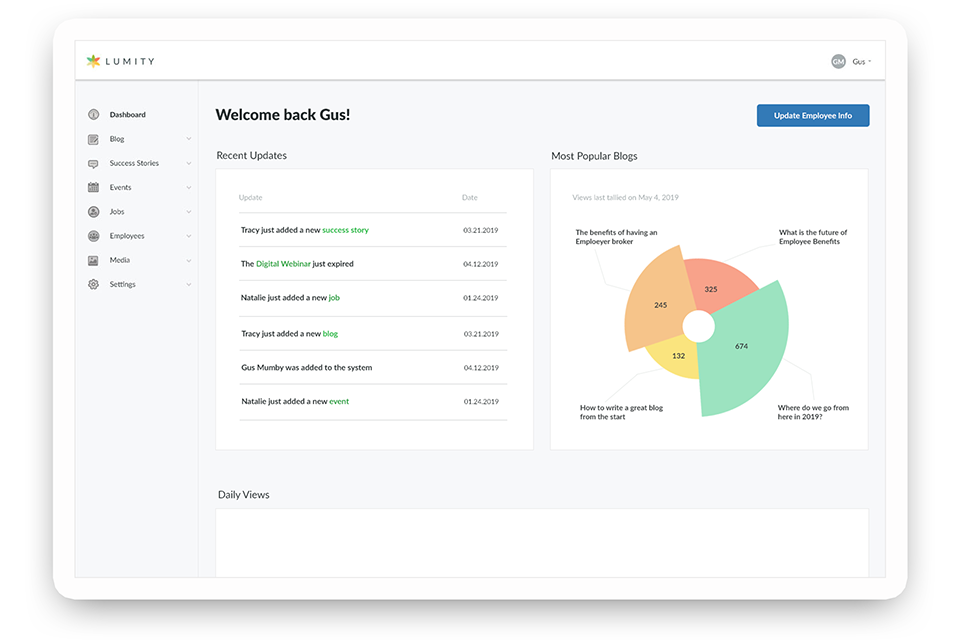 LUMITY
GM
Gus
Dashboard
Blog
Success Stories
Events
Jobs
Employees
Media
Settings
Welcome back Gus!
Update Employee Info
Recent Updates
Update
Date
Tracy just added a new success story
03.21.2019
The Digital Webinar just expired
04.12.2019
Natalie just added a new job
01.24.2019
Tracy just added a new blog
03.21.2019
Gus Mumby was added to the system
04.12.2019
Natalie just added a new event
01.24.2019
Most Popular Blogs
Views last tallied on May 4, 2019
The benefits of having an
Emploeyer broker
What is the future of
Employee Benefits
325
245
674
132
How to write a great blog
from the start
Where do we go from
here in 2019?
Daily Views